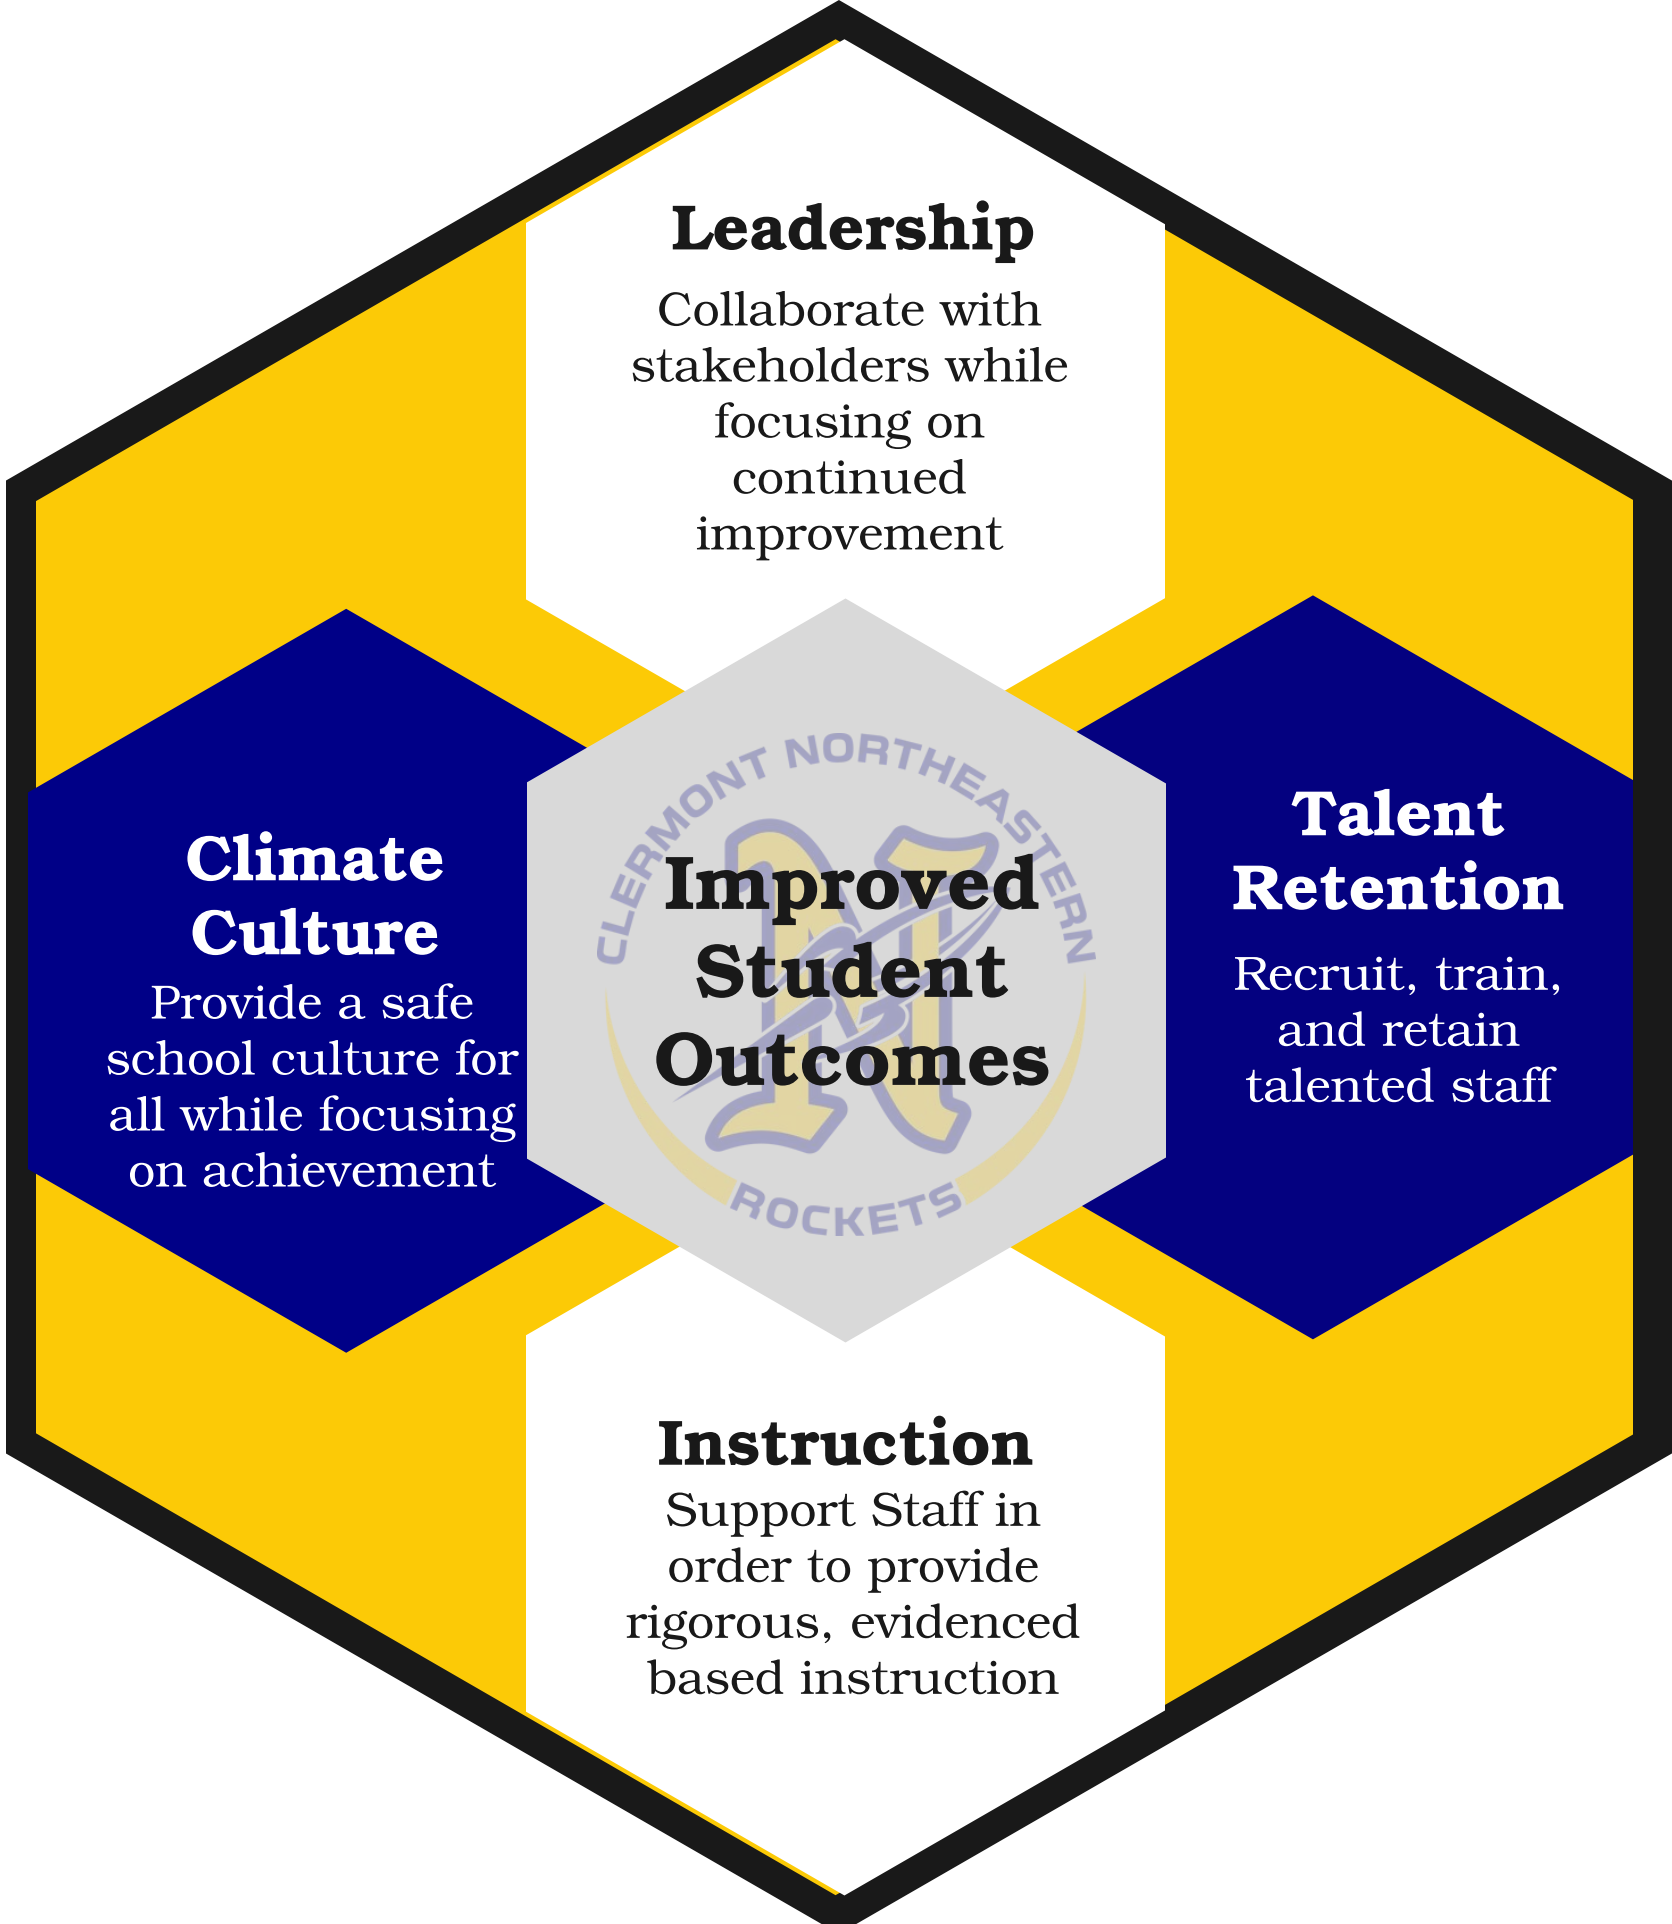 Leadership
Collaborate with
stakeholders while
focusing on
continued
improvement
Climate
Culture
Provide a safe
school culture for
all while focusing
on achievement
CLERMONT NORTHEASTERN
Improved
Student
Outcomes
ROCKETS
Talent
Retention
Recruit, train,
and retain
talented staff
Instruction
Support Staff in
order to provide
rigorous, evidenced
based instruction